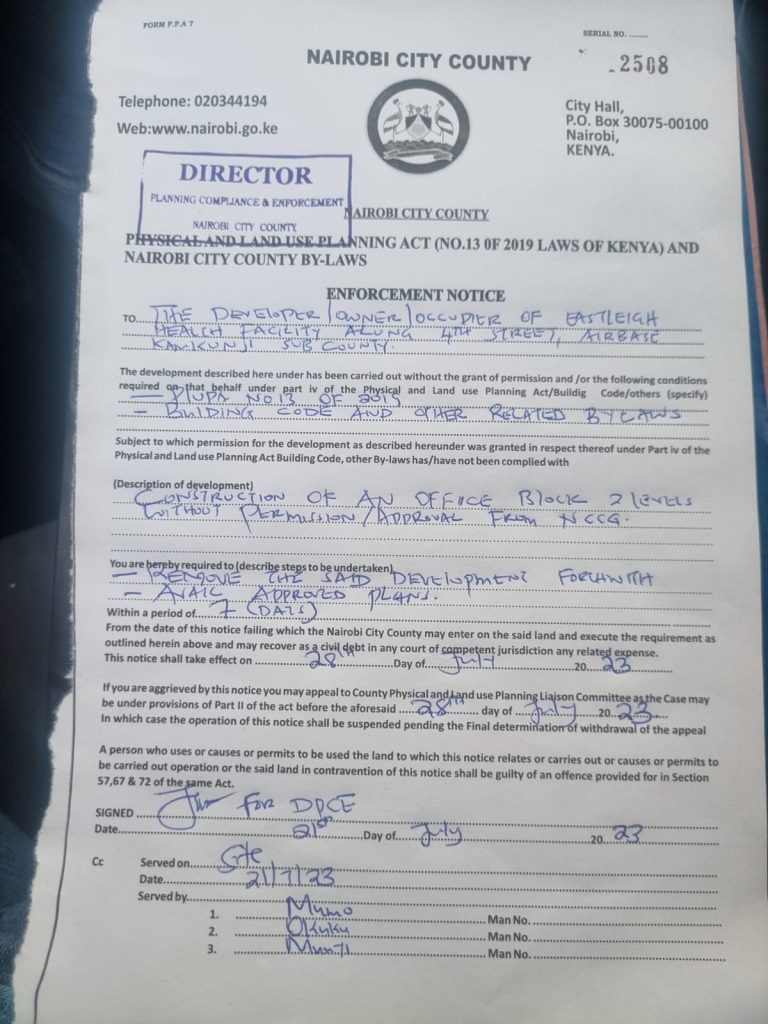 FORM P.P.A 7
SERIAL NO. ........
2508
NAIROBI CITY COUNTY
Telephone: 020344194
Web:www.nairobi.go.ke
City Hall,
P.O. Box 30075-00100
Nairobi,
KENYA.
DIRECTOR
PLANNING COMPLIANCE & ENFORCEMENT
NAIROBI CITY COUNTY
NAIROBI CITY COUNTY
PHYSICAL AND LAND USE PLANNING ACT (NO.13 0F 2019 LAWS OF KENYA) AND
NAIROBI CITY COUNTY BY-LAWS
ENFORCEMENT NOTICE
TO... THE DEVELOPER/OWNER/OCCUPIER OF EASTLEIGH
HEALTH FACILITY ALONG 4TH STREET, AIRBASE
KAMKUNJI SUB COUNTY.
The development described here under has been carried out without the grant of permission and /or the following conditions
required on that behalf under part iv of the Physical and Land use Planning Act/Buildig Code/others (specify)
– PLUPA NO 13 OF 2019
– BUILDING CODE AND OTHER RELATED BYLAWS
Subject to which permission for the development as described hereunder was granted in respect thereof under Part iv of the
Physical and Land use Planning Act Building Code, other By-laws has/have not been complied with
(Description of development)
CONSTRUCTION OF AN OFFICE BLOCK 2 LEVELS
WITHOUT PERMISSION/APPROVAL FROM NCCG.
You are hereby required to (describe steps to be undertaken)
– REMOVE THE SAID DEVELOPMENT FORTHWITH
– AVAIL APPROVED PLANS.
Within a period of 7 (DAYS)
From the date of this notice failing which the Nairobi City County may enter on the said land and execute the requirement as
outlined herein above and may recover as a civil debt in any court of competent jurisdiction any related expense.
This notice shall take effect on 28TH Day of July 20 23
If you are aggrieved by this notice you may appeal to County Physical and Land use Planning Liaison Committee as the Case may
be under provisions of Part II of the act before the aforesaid 28TH day of July 20 23
In which case the operation of this notice shall be suspended pending the Final determination of withdrawal of the appeal
A person who uses or causes or permits to be used the land to which this notice relates or carries out or causes or permits to
be carried out operation or the said land in contravention of this notice shall be guilty of an offence provided for in Section
57,67 & 72 of the same Act.
SIGNED FOR DPCE
Date 21st Day of July 20 23
Cc Served on Site
Date 21/7/23
Served by
1. Mumo Man No.
2. Okuku Man No.
3. Man No.